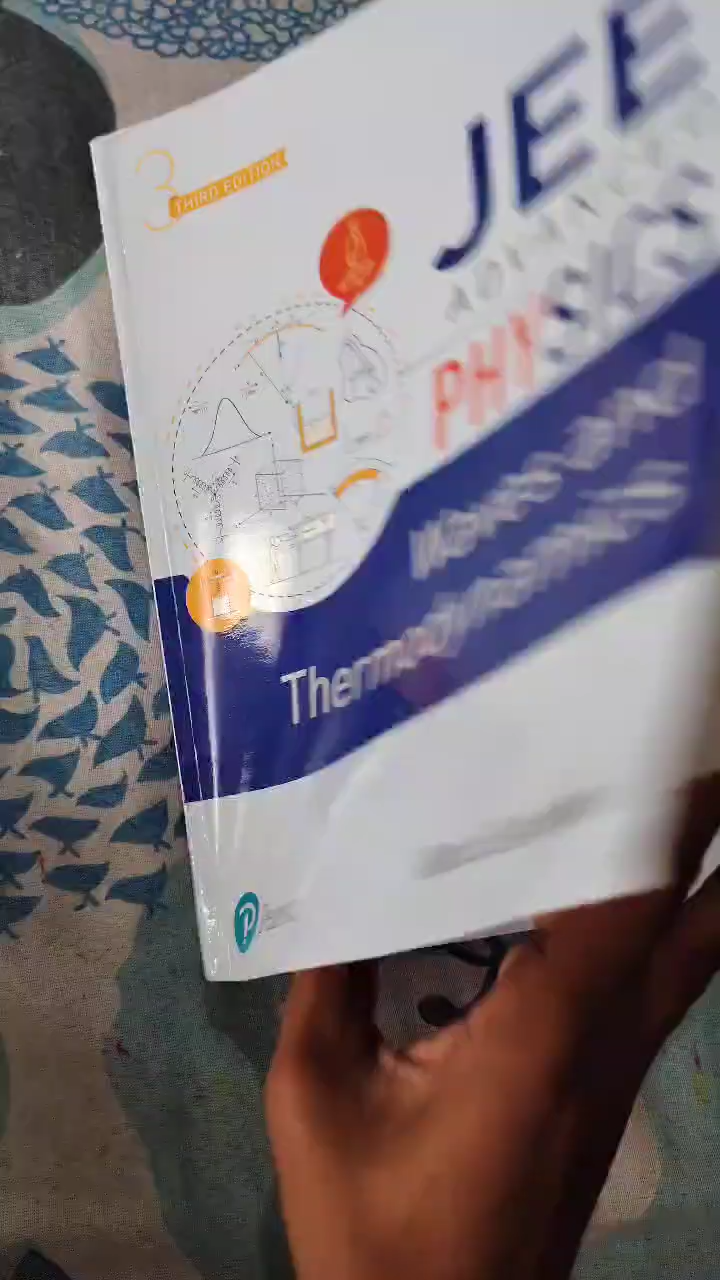 3
THIRD EDITION
JEE
ADVANCED
PHYSICS
Waves and
Thermodynamics